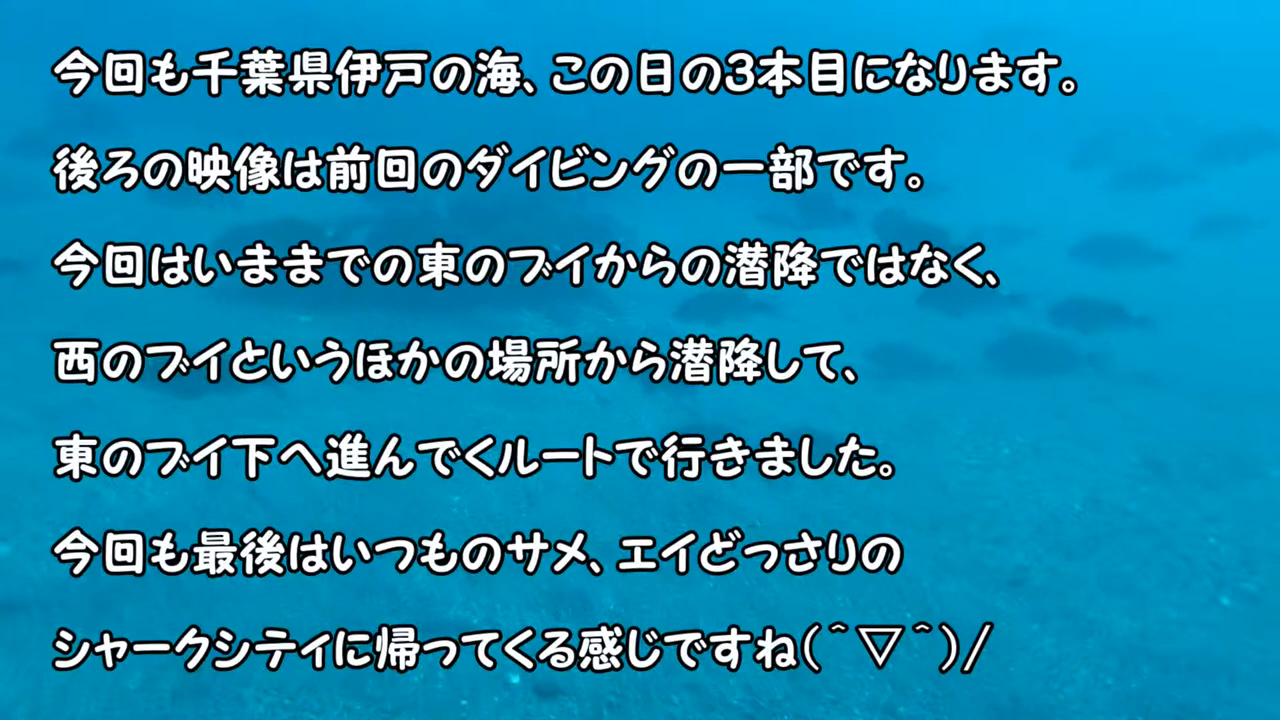 今回も千葉県伊戸の海、この日の3本目になります。
後ろの映像は前回のダイビングの一部です。
今回はいままでの東のブイからの潜降ではなく、
西のブイというほかの場所から潜降して、
東のブイ下へ進んでくルートで行きました。
今回も最後はいつものサメ、エイどっさりの
シャークシティに帰ってくる感じですね(＾▽＾)/